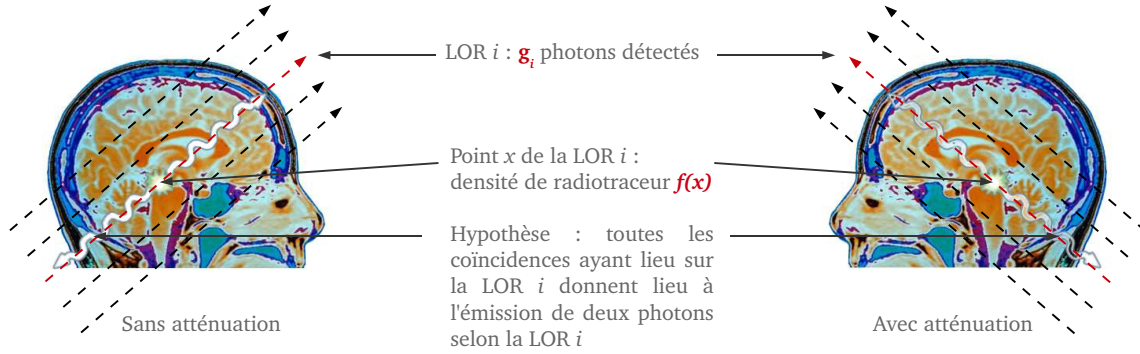 LOR i : gi photons détectés
Point x de la LOR i :
densité de radiotraceur f(x)
Hypothèse : toutes les
coïncidences ayant lieu sur
la LOR i donnent lieu à
l'émission de deux photons
selon la LOR i
Sans atténuation
Avec atténuation